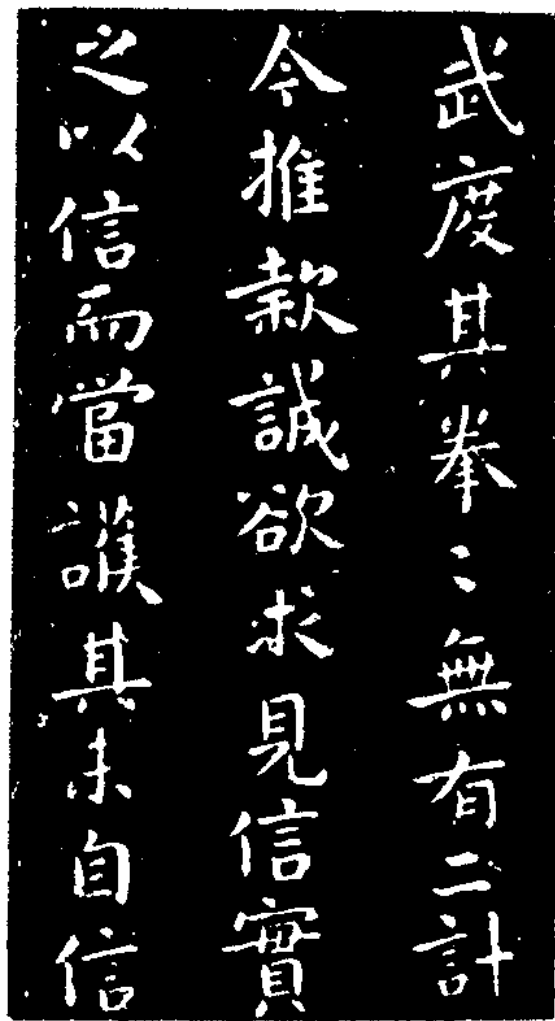 武度其拳〻無有二計
今推款誠欲求見信實
之以信而當護其未自信